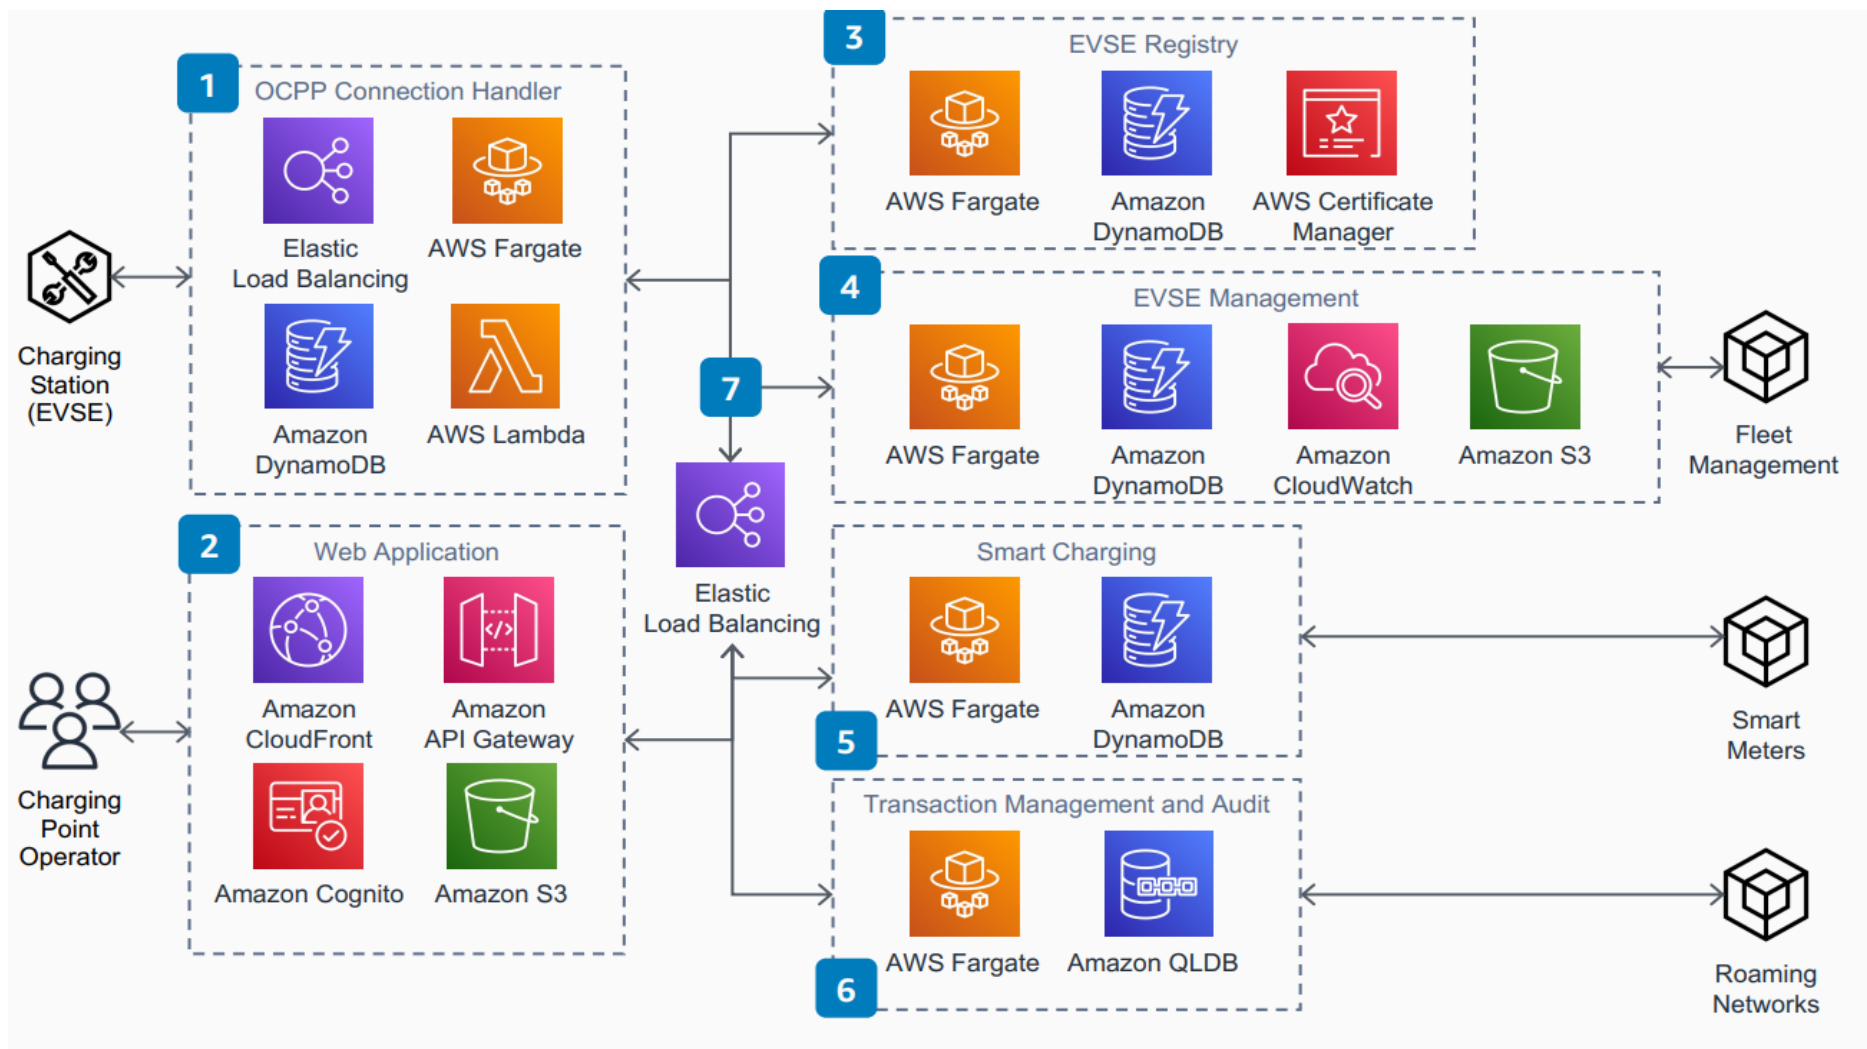 1
OCPP Connection Handler
Elastic
Load Balancing
AWS Fargate
Amazon
DynamoDB
AWS Lambda
Charging
Station
(EVSE)
2
Web Application
Amazon
CloudFront
Amazon
API Gateway
Amazon Cognito
Amazon S3
Charging
Point
Operator
7
Elastic
Load Balancing
3
EVSE Registry
AWS Fargate
Amazon
DynamoDB
AWS Certificate
Manager
4
EVSE Management
AWS Fargate
Amazon
DynamoDB
Amazon
CloudWatch
Amazon S3
Fleet
Management
Smart Charging
5
AWS Fargate
Amazon
DynamoDB
Smart
Meters
Transaction Management and Audit
6
AWS Fargate
Amazon QLDB
Roaming
Networks